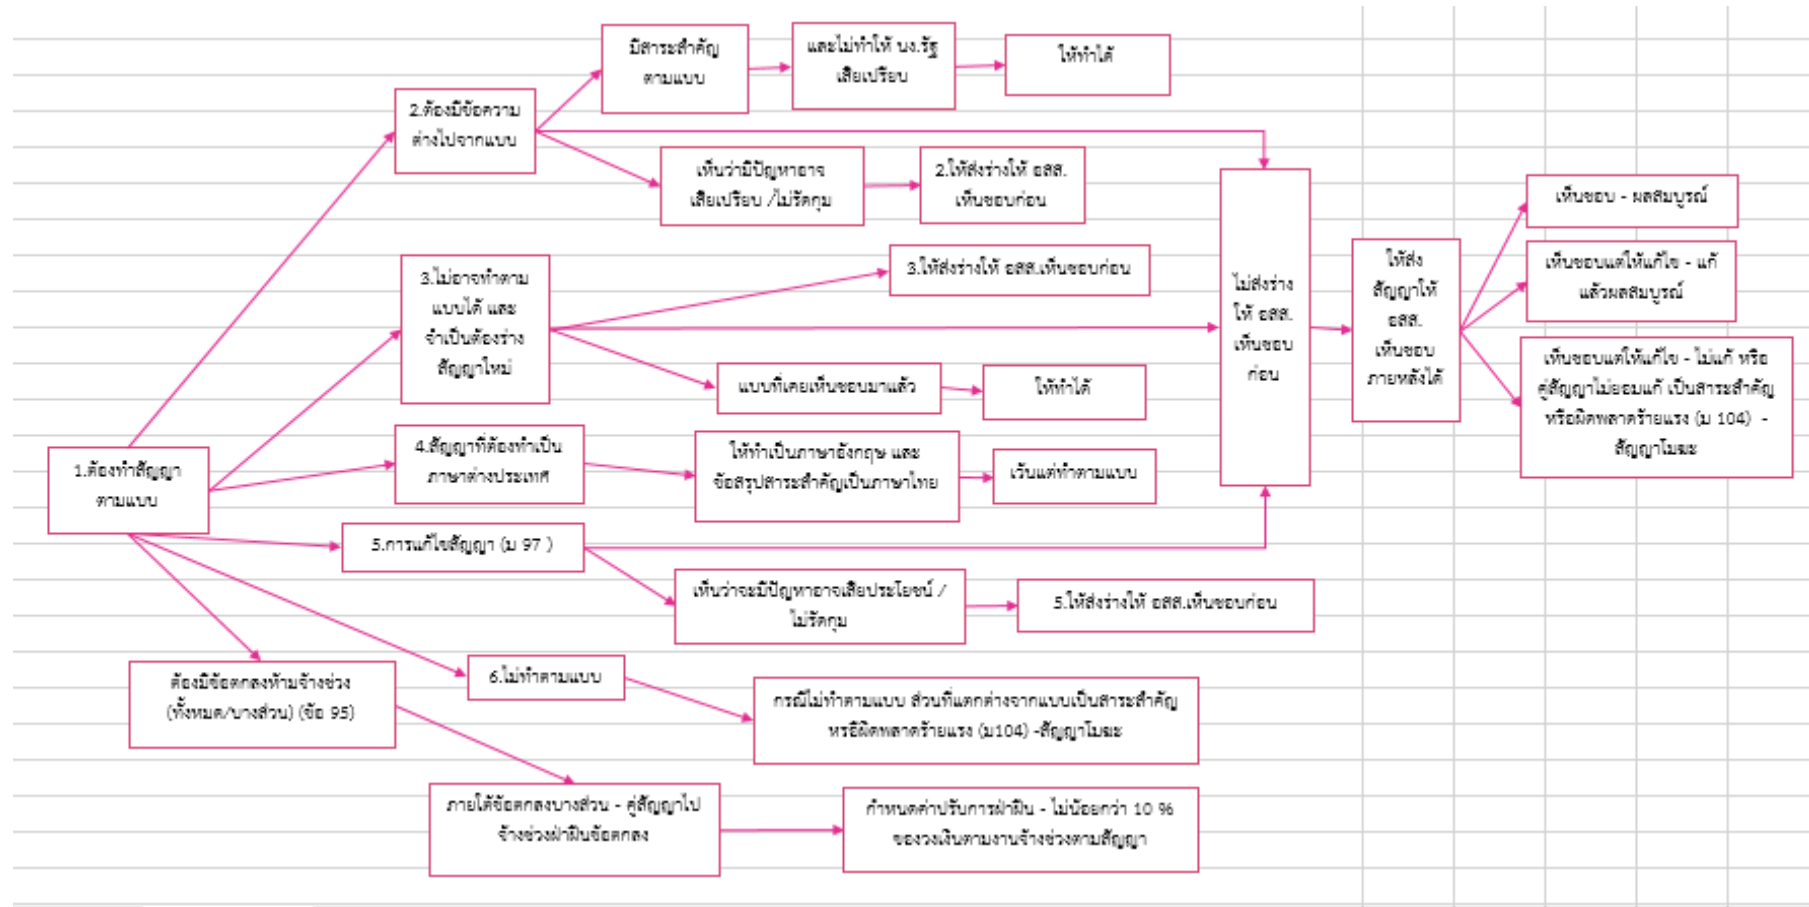 มีสาระสำคัญ
ตามแบบ
และไม่ทำให้ นง.รัฐ
เสียเปรียบ
ให้ทำได้
2.ต้องมีข้อความ
ต่างไปจากแบบ
เห็นว่ามีปัญหาอาจ
เสียเปรียบ /ไม่รัดกุม
2.ให้ส่งร่างให้ อสส.
เห็นชอบก่อน
3.ไม่อาจทำตาม
แบบได้ และ
จำเป็นต้องร่าง
สัญญาใหม่
3.ให้ส่งร่างให้ อสส.เห็นชอบก่อน
แบบที่เคยเห็นชอบมาแล้ว
ให้ทำได้
ไม่ส่งร่าง
ให้ อสส.
เห็นชอบ
ก่อน
ให้ส่ง
สัญญาให้
อสส.
เห็นชอบ
ภายหลังได้
เห็นชอบ - ผลสมบูรณ์
เห็นชอบแต่ให้แก้ไข - แก้
แล้วผลสมบูรณ์
เห็นชอบแต่ให้แก้ไข - ไม่แก้ หรือ
คู่สัญญาไม่ยอมแก้ เป็นสาระสำคัญ
หรือผิดพลาดร้ายแรง (ม 104) -
สัญญาโมฆะ
1.ต้องทำสัญญา
ตามแบบ
4.สัญญาที่ต้องทำเป็น
ภาษาต่างประเทศ
ให้ทำเป็นภาษาอังกฤษ และ
ข้อสรุปสาระสำคัญเป็นภาษาไทย
เว้นแต่ทำตามแบบ
5.การแก้ไขสัญญา (ม 97 )
เห็นว่าจะมีปัญหาอาจเสียประโยชน์ /
ไม่รัดกุม
5.ให้ส่งร่างให้ อสส.เห็นชอบก่อน
ต้องมีข้อตกลงห้ามจ้างช่วง
(ทั้งหมด/บางส่วน) (ข้อ 95)
6.ไม่ทำตามแบบ
กรณีไม่ทำตามแบบ ส่วนที่แตกต่างจากแบบเป็นสาระสำคัญ
หรอืผิดพลาดร้ายแรง (ม104) -สัญญาโมฆะ
ภายใต้ข้อตกลงบางส่วน - คู่สัญญาไป
จ้างช่วงฝ่าฝืนข้อตกลง
กำหนดค่าปรับการฝ่าฝืน - ไม่น้อยกว่า 10 %
ของวงเงินตามงานจ้างช่วงตามสัญญา